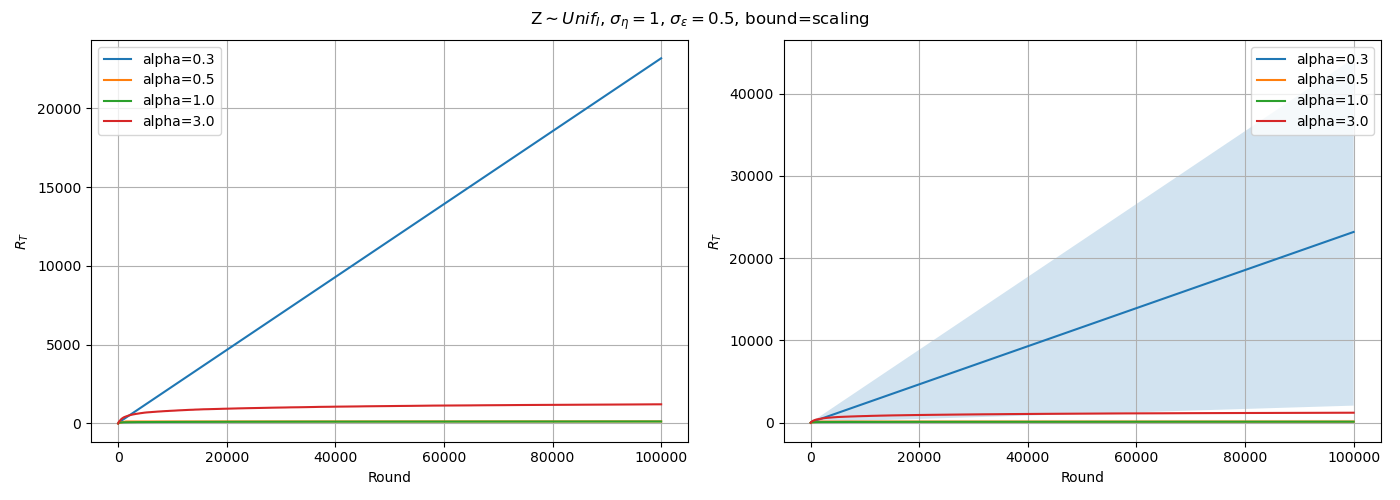 Z ~ Unif_I, σ_η = 1, σ_ε = 0.5, bound=scaling
alpha=0.3
alpha=0.5
alpha=1.0
alpha=3.0
20000
15000
10000
5000
0
R_T
0
20000
40000
60000
80000
100000
Round
alpha=0.3
alpha=0.5
alpha=1.0
alpha=3.0
40000
30000
20000
10000
0
R_T
0
20000
40000
60000
80000
100000
Round